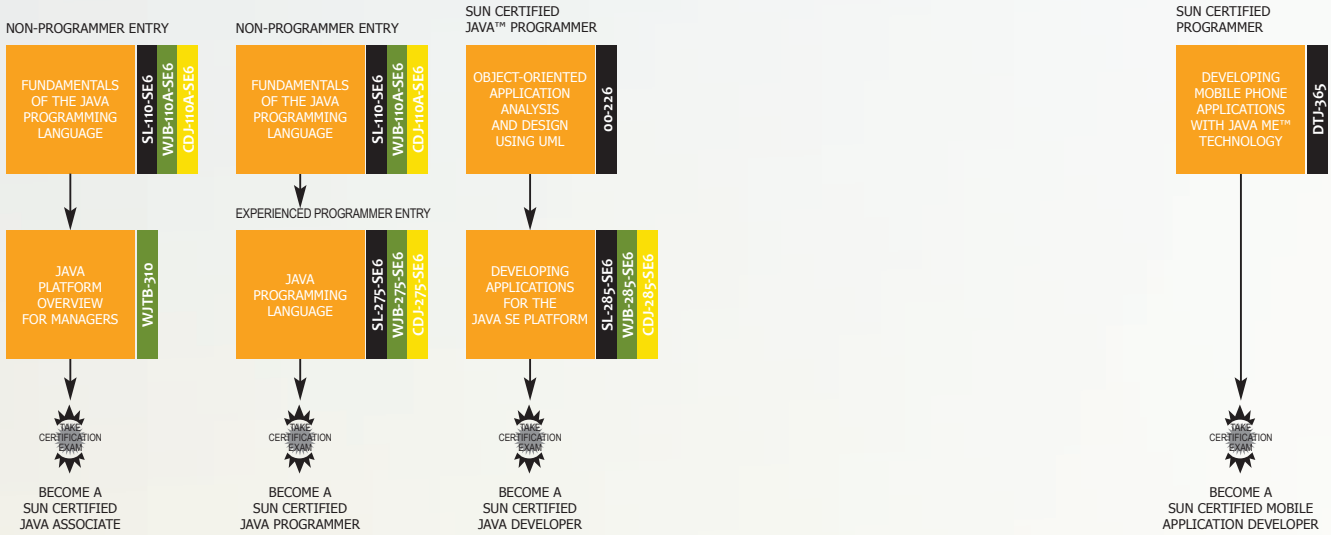 NON-PROGRAMMER ENTRY
FUNDAMENTALS
OF THE JAVA
PROGRAMMING
LANGUAGE
SL-110-SE6
WJB-110A-SE6
CDJ-110A-SE6
JAVA
PLATFORM
OVERVIEW
FOR MANAGERS
WJTB-310
TAKE
CERTIFICATION
EXAM
BECOME A
SUN CERTIFIED
JAVA ASSOCIATE
NON-PROGRAMMER ENTRY
FUNDAMENTALS
OF THE JAVA
PROGRAMMING
LANGUAGE
SL-110-SE6
WJB-110A-SE6
CDJ-110A-SE6
EXPERIENCED PROGRAMMER ENTRY
JAVA
PROGRAMMING
LANGUAGE
SL-275-SE6
WJB-275-SE6
CDJ-275-SE6
TAKE
CERTIFICATION
EXAM
BECOME A
SUN CERTIFIED
JAVA PROGRAMMER
SUN CERTIFIED
JAVA™ PROGRAMMER
OBJECT-ORIENTED
APPLICATION
ANALYSIS
AND DESIGN
USING UML
00-226
DEVELOPING
APPLICATIONS
FOR THE
JAVA SE PLATFORM
SL-285-SE6
WJB-285-SE6
CDJ-285-SE6
TAKE
CERTIFICATION
EXAM
BECOME A
SUN CERTIFIED
JAVA DEVELOPER
SUN CERTIFIED
PROGRAMMER
DEVELOPING
MOBILE PHONE
APPLICATIONS
WITH JAVA ME™
TECHNOLOGY
DTJ-365
TAKE
CERTIFICATION
EXAM
BECOME A
SUN CERTIFIED MOBILE
APPLICATION DEVELOPER